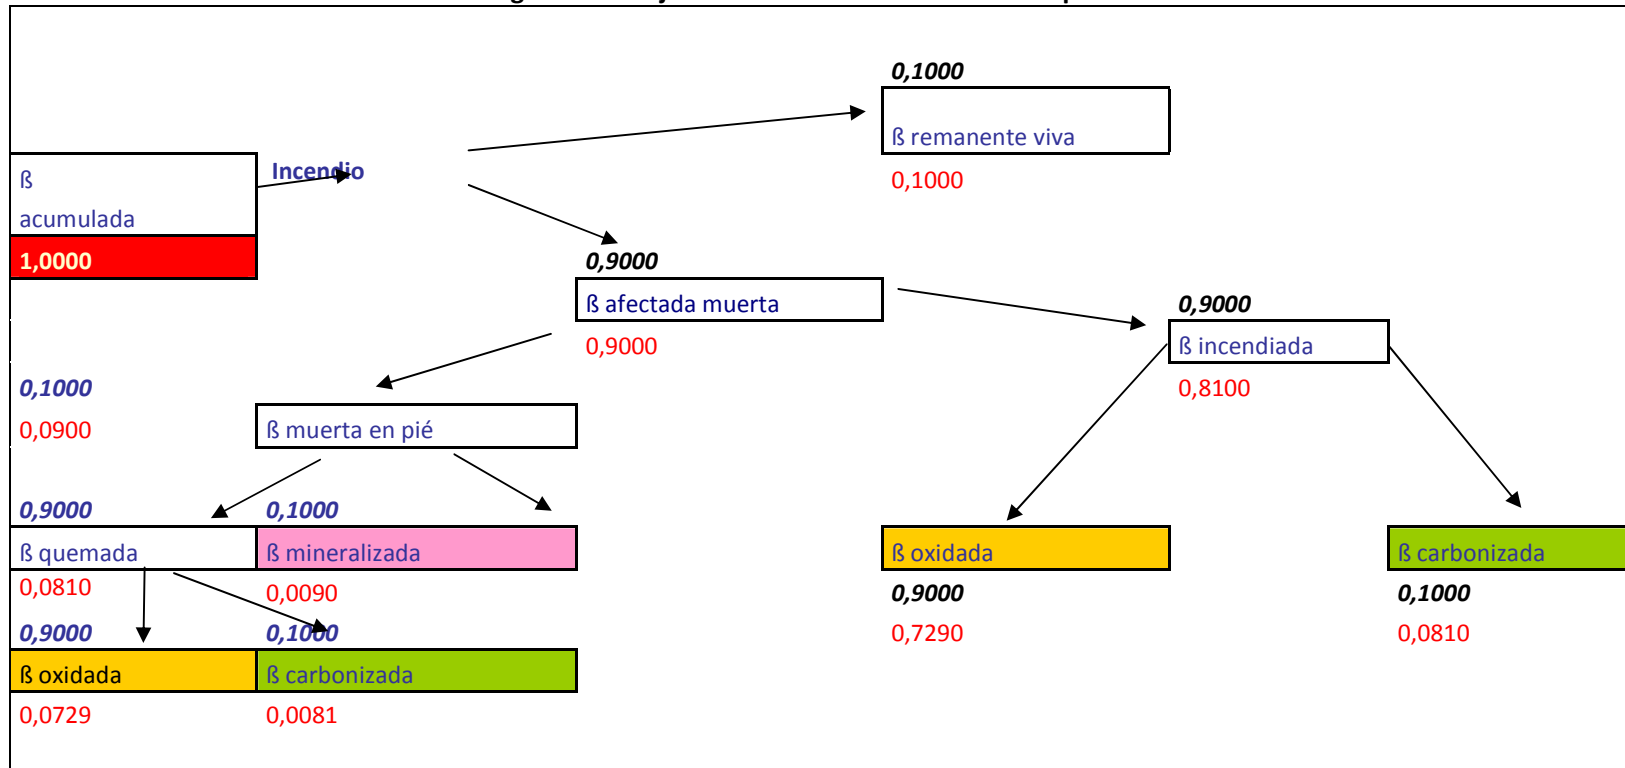 0,1000
ß remanente viva
0,1000
ß
acumulada
1,0000
Incendio
0,9000
ß afectada muerta
0,9000
0,9000
ß incendiada
0,8100
0,1000
0,0900
ß muerta en pié
0,9000
0,1000
ß quemada
ß mineralizada
ß oxidada
ß carbonizada
0,0810
0,0090
0,9000
0,1000
0,9000
0,1000
0,7290
0,0810
ß oxidada
ß carbonizada
0,0729
0,0081